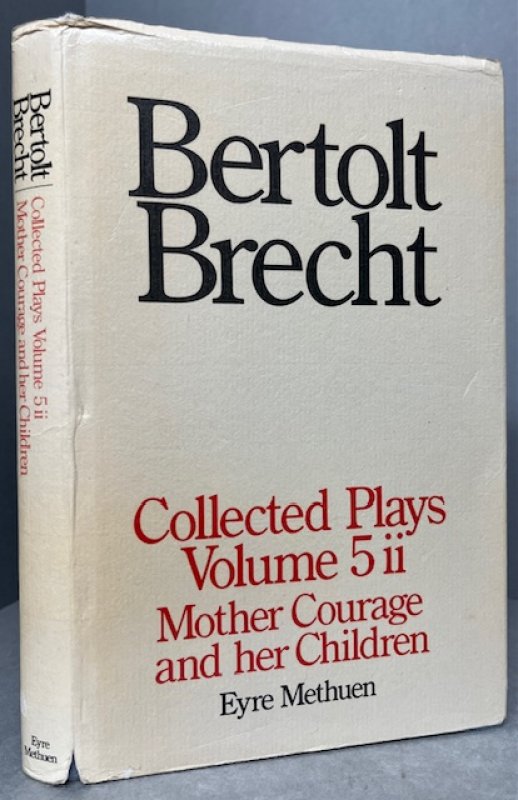 Bertolt
Brecht
Collected Plays
Volume 5 ii
Mother Courage
and her Children
Eyre Methuen
Bertolt
Brecht
Collected Plays Volume 5 ii
Mother Courage and her Children
Eyre
Methuen